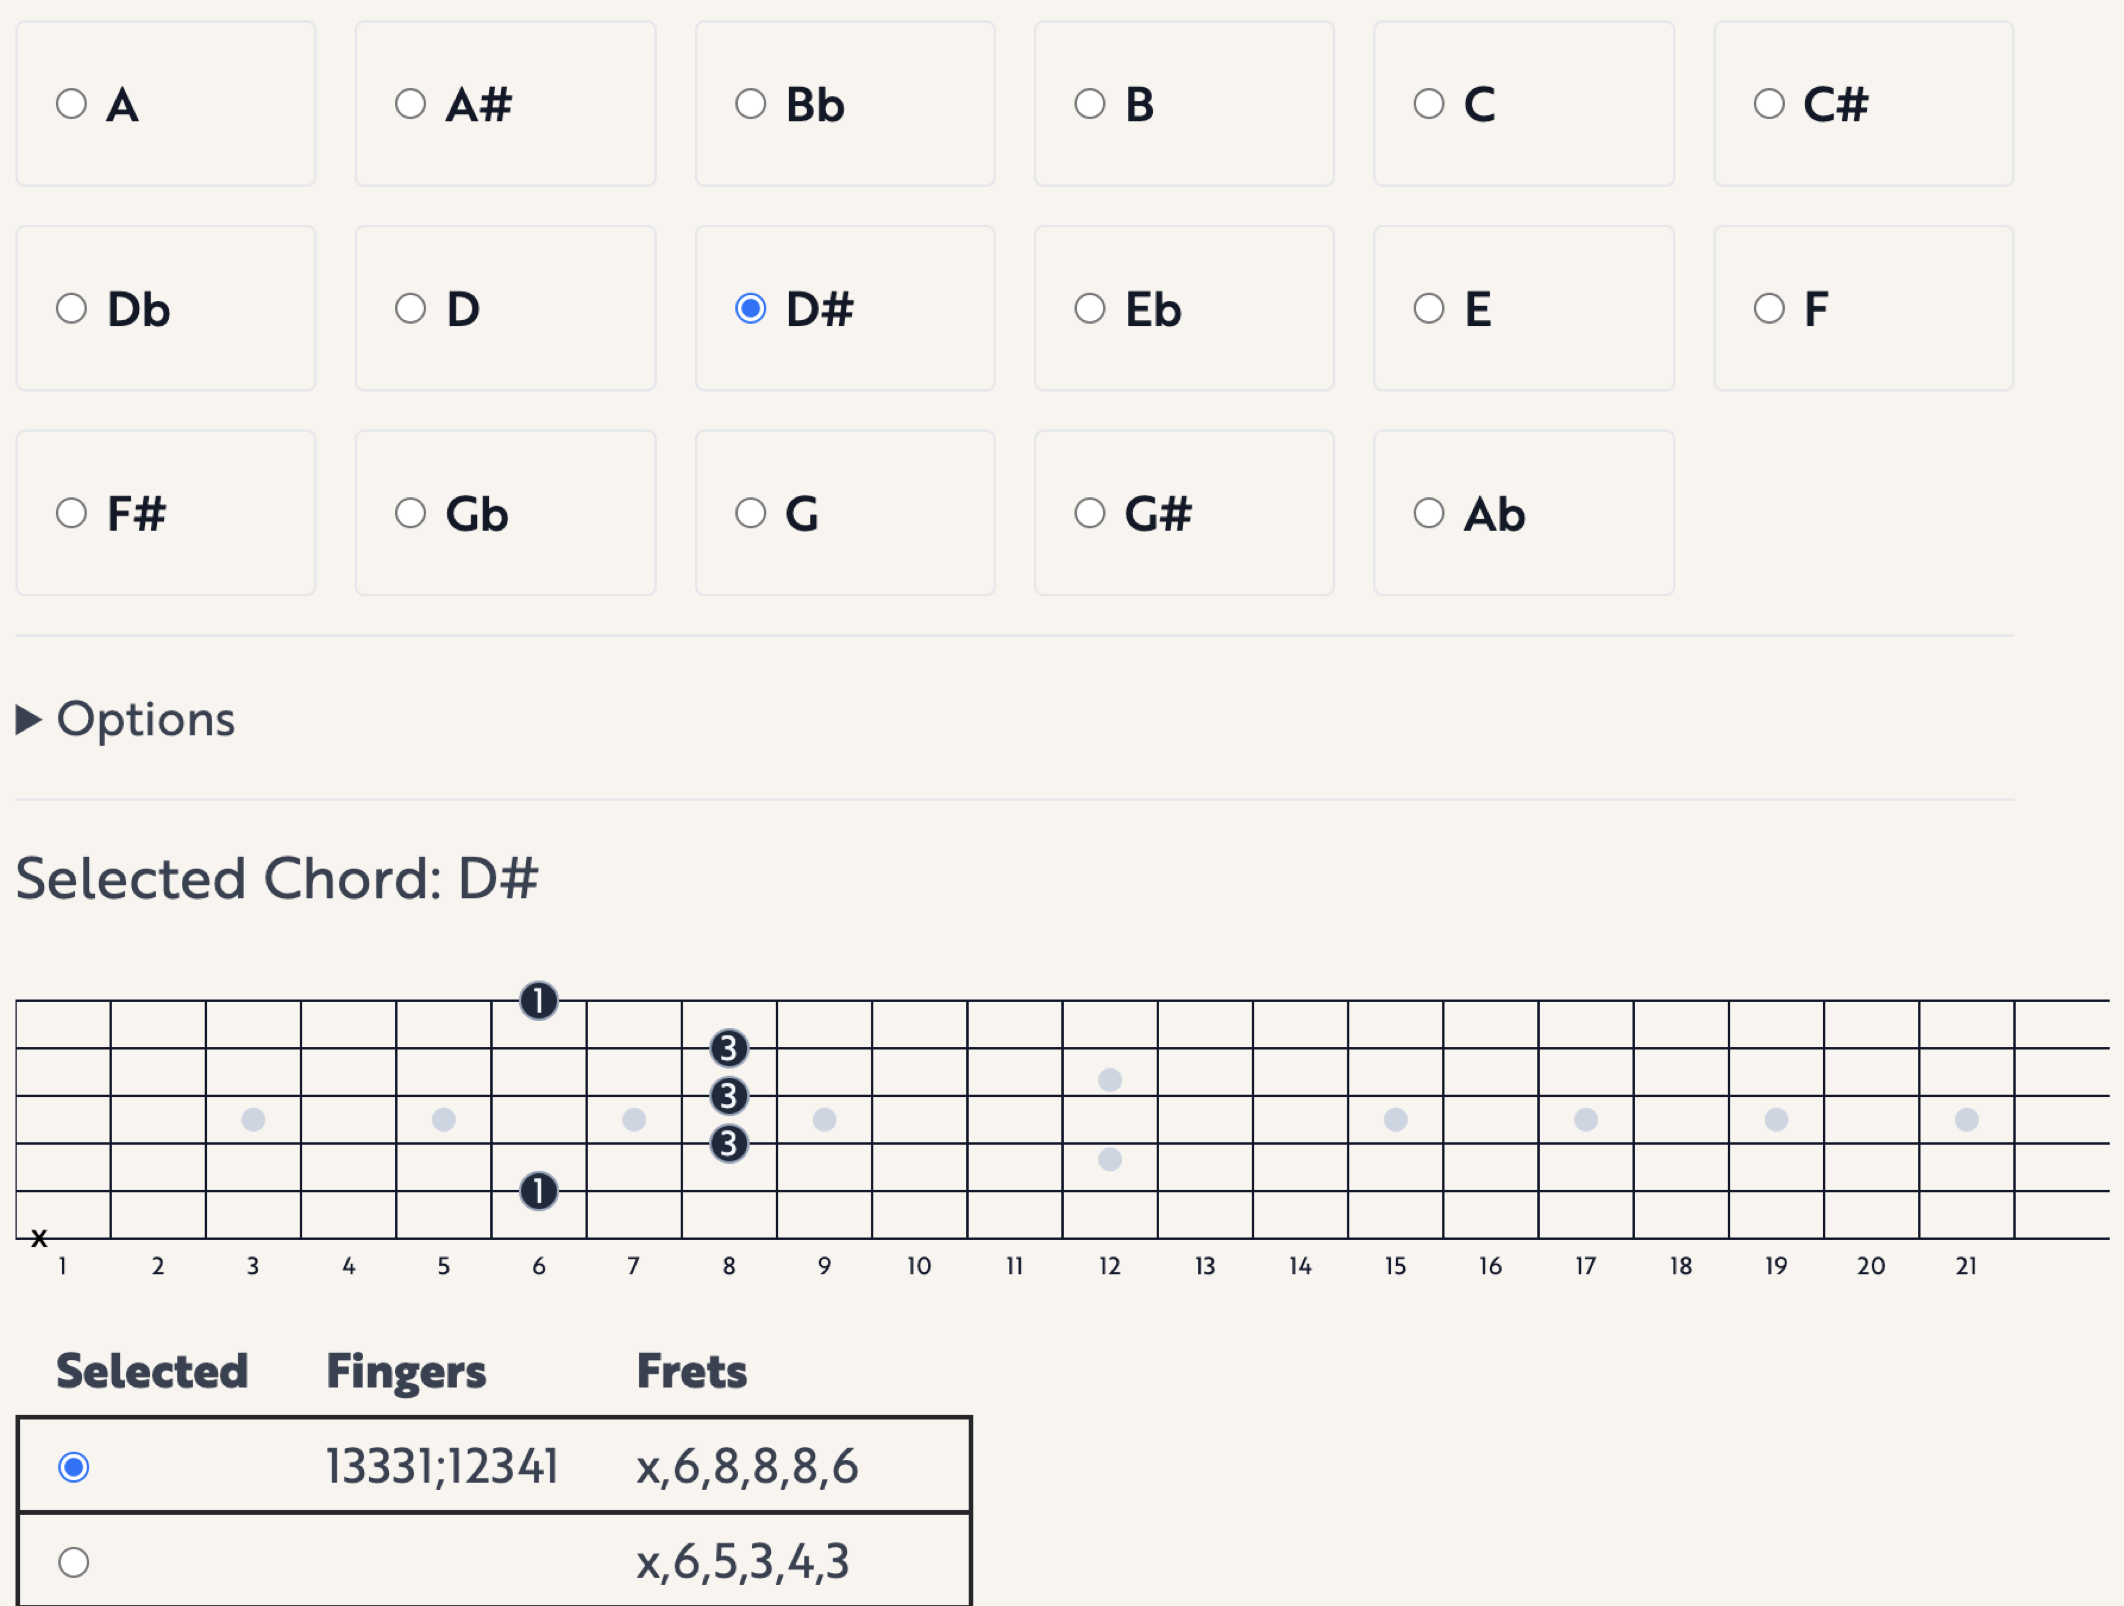 A A# Bb B C C#
Db D D# Eb E F
F# Gb G G# Ab
Options
Selected Chord: D#
1
3
3
3
1
x
1 2 3 4 5 6 7 8 9 10 11 12 13 14 15 16 17 18 19 20 21
Selected Fingers Frets
13331;12341 x,6,8,8,8,6
x,6,5,3,4,3